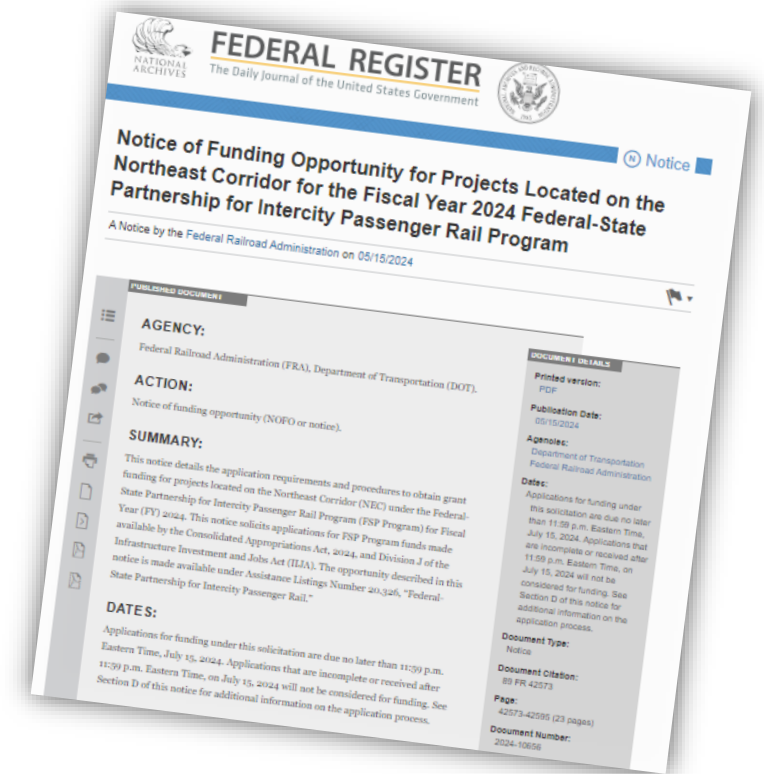 NATIONAL
ARCHIVES
FEDERAL REGISTER
The Daily Journal of the United States Government
N Notice
Notice of Funding Opportunity for Projects Located on the
Northeast Corridor for the Fiscal Year 2024 Federal-State
Partnership for Intercity Passenger Rail Program
A Notice by the Federal Railroad Administration on 05/15/2024
PUBLISHED DOCUMENT
AGENCY:
Federal Railroad Administration (FRA), Department of Transportation (DOT).
ACTION:
Notice of funding opportunity (NOFO or notice).
SUMMARY:
This notice details the application requirements and procedures to obtain grant
funding for projects located on the Northeast Corridor (NEC) under the Federal-
State Partnership for Intercity Passenger Rail Program (FSP Program) for Fiscal
Year (FY) 2024. This notice solicits applications for FSP Program funds made
available by the Consolidated Appropriations Act, 2024, and Division J of the
Infrastructure Investment and Jobs Act (IIJA). The opportunity described in this
notice is made available under Assistance Listings Number 20.326, "Federal-
State Partnership for Intercity Passenger Rail."
DATES:
Applications for funding under this solicitation are due no later than 11:59 p.m.
Eastern Time, July 15, 2024. Applications that are incomplete or received after
11:59 p.m. Eastern Time, on July 15, 2024 will not be considered for funding. See
Section D of this notice for additional information on the application process.
DOCUMENT DETAILS
Printed version:
PDF
Publication Date:
05/15/2024
Agencies:
Department of Transportation
Federal Railroad Administration
Dates:
Applications for funding under
this solicitation are due no later
than 11:59 p.m. Eastern Time,
July 15, 2024. Applications that
are incomplete or received after
11:59 p.m. Eastern Time, on
July 15, 2024 will not be
considered for funding. See
Section D of this notice for
additional information on the
application process.
Document Type:
Notice
Document Citation:
89 FR 42573
Page:
42573-42595 (23 pages)
Document Number:
2024-10656